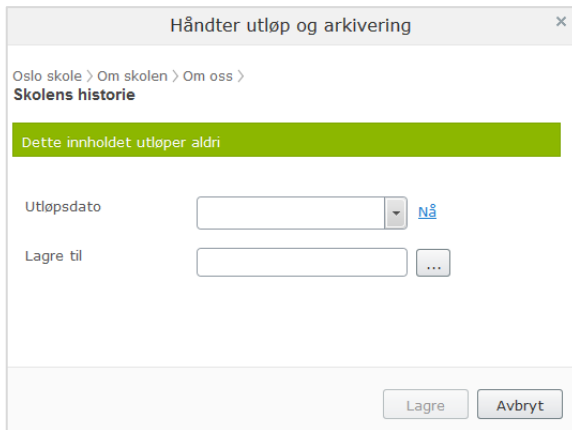 Håndter utløp og arkivering ×
Oslo skole > Om skolen > Om oss >
Skolens historie
Dette innholdet utløper aldri
Utløpsdato Nå
Lagre til ...
Lagre Avbryt